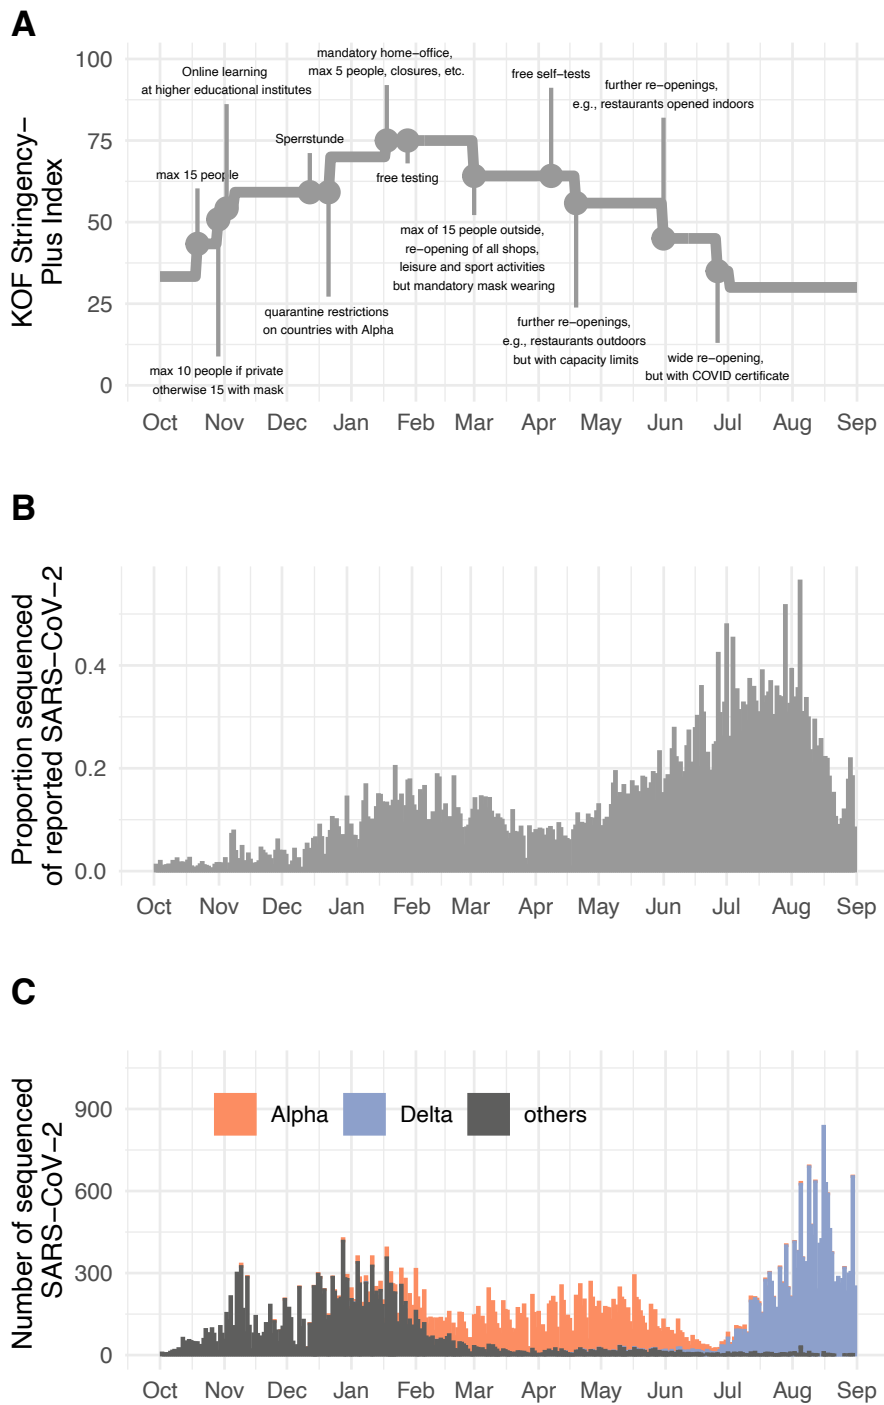 A
KOF Stringency−
Plus Index
100
75
50
25
0
mandatory home−office,
max 5 people, closures, etc.
Online learning
at higher educational institutes
free self−tests
further re−openings,
e.g., restaurants opened indoors
Sperrstunde
max 15 people
free testing
max of 15 people outside,
re−opening of all shops,
leisure and sport activities
but mandatory mask wearing
quarantine restrictions
on countries with Alpha
further re−openings,
e.g., restaurants outdoors
but with capacity limits
wide re−opening,
but with COVID certificate
max 10 people if private
otherwise 15 with mask
Oct Nov Dec Jan Feb Mar Apr May Jun Jul Aug Sep
B
Proportion sequenced
of reported SARS−CoV−2
0.4
0.2
0.0
Oct Nov Dec Jan Feb Mar Apr May Jun Jul Aug Sep
C
Number of sequenced
SARS−CoV−2
900
600
300
0
Alpha Delta others
Oct Nov Dec Jan Feb Mar Apr May Jun Jul Aug Sep